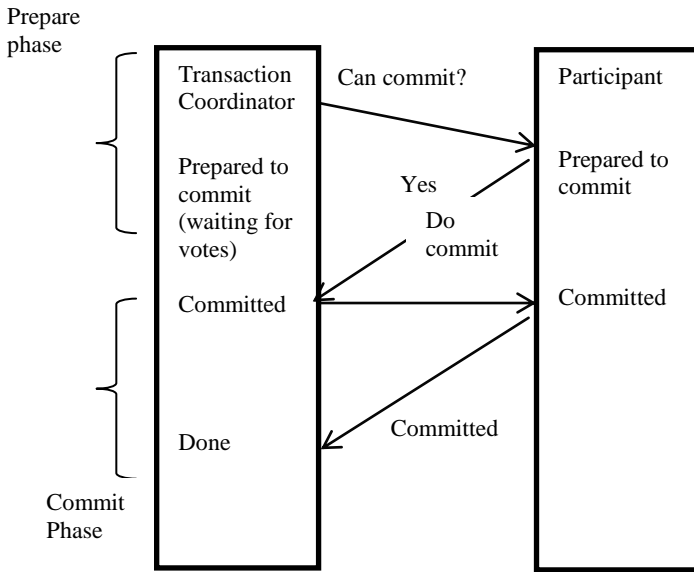 Prepare
phase
Transaction
Coordinator
Can commit?
Participant
Prepared to
commit
(waiting for
votes)
Yes
Do
commit
Prepared to
commit
Committed
Committed
Done
Committed
Commit
Phase